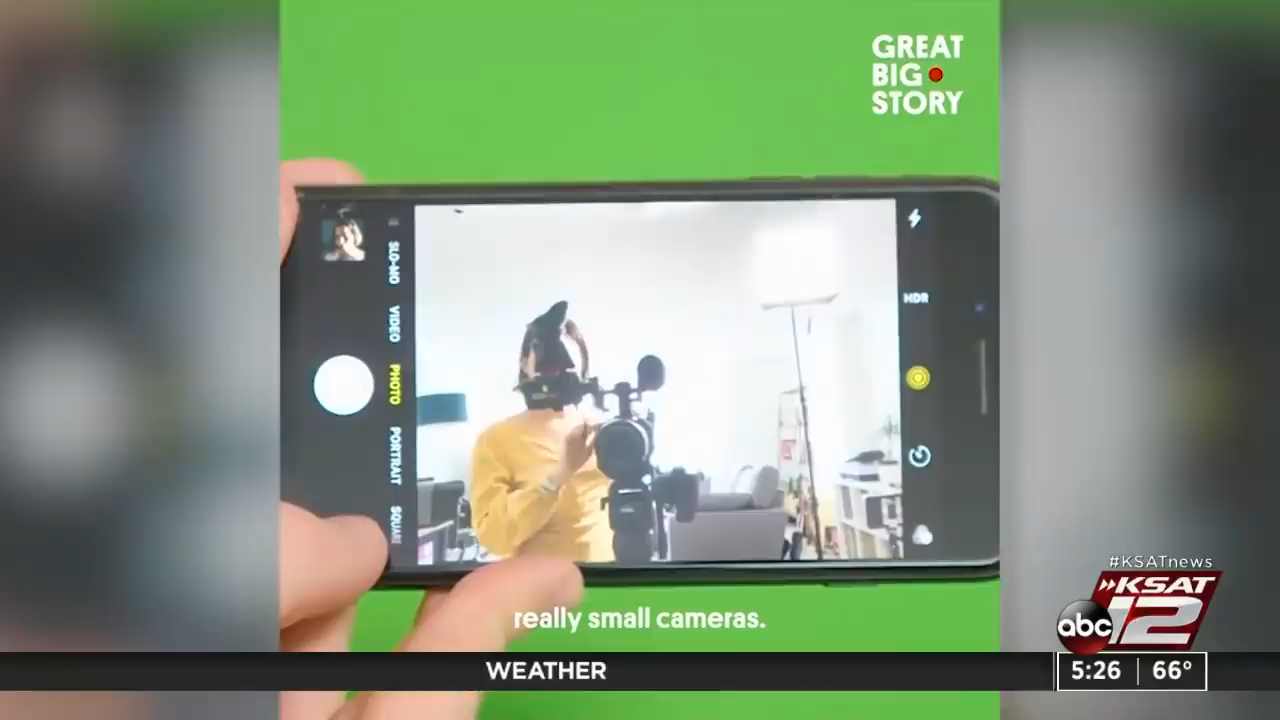 GREAT
BIG
STORY
SLO-MO
VIDEO
PHOTO
PORTRAIT
SQUARE
HDR
really small cameras.
#KSATnews
KSAT
abc 12
WEATHER
5:26 66°